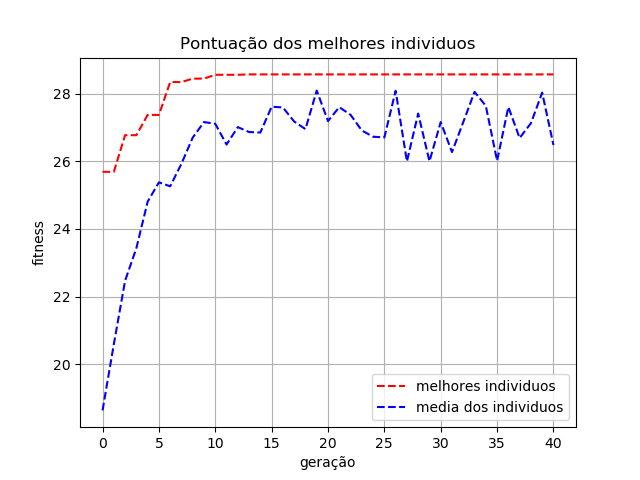 Pontuação dos melhores individuos
28
26
24
22
20
fitness
0 5 10 15 20 25 30 35 40
geração
melhores individuos
media dos individuos